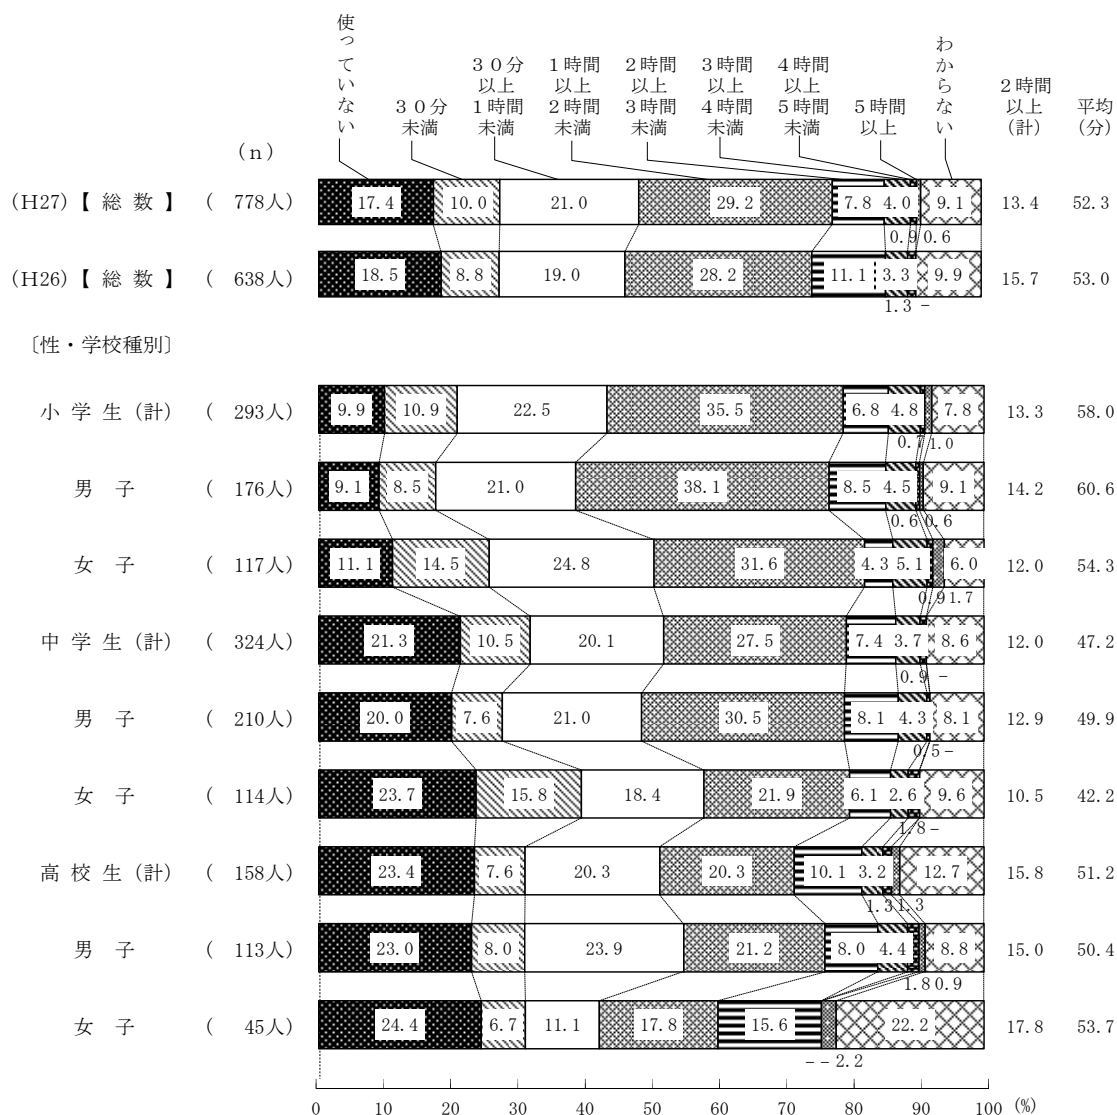 使っていない
30分
未満
30分
以上
1時間
未満
1時間
以上
2時間
未満
2時間
以上
3時間
未満
3時間
以上
4時間
未満
4時間
以上
5時間
未満
5時間
以上
わからない
2時間
以上
(計)
平均
(分)
(n)
(H27)【 総 数 】 ( 778人) 17.4 10.0 21.0 29.2 7.8 4.0 9.1 13.4 52.3
0.9 0.6
(H26)【 総 数 】 ( 638人) 18.5 8.8 19.0 28.2 11.1 3.3 9.9 15.7 53.0
1.3 -
〔性・学校種別〕
小 学 生 (計) ( 293人) 9.9 10.9 22.5 35.5 6.8 4.8 7.8 13.3 58.0
0.7 1.0
男 子 ( 176人) 9.1 8.5 21.0 38.1 8.5 4.5 9.1 14.2 60.6
0.6 0.6
女 子 ( 117人) 11.1 14.5 24.8 31.6 4.3 5.1 6.0 12.0 54.3
0.9 1.7
中 学 生 (計) ( 324人) 21.3 10.5 20.1 27.5 7.4 3.7 8.6 12.0 47.2
0.9 -
男 子 ( 210人) 20.0 7.6 21.0 30.5 8.1 4.3 8.1 12.9 49.9
0.5 -
女 子 ( 114人) 23.7 15.8 18.4 21.9 6.1 2.6 9.6 10.5 42.2
1.8 -
高 校 生 (計) ( 158人) 23.4 7.6 20.3 20.3 10.1 3.2 12.7 15.8 51.2
1.3 1.3
男 子 ( 113人) 23.0 8.0 23.9 21.2 8.0 4.4 8.8 15.0 50.4
1.8 0.9
女 子 ( 45人) 24.4 6.7 11.1 17.8 15.6 22.2 17.8 53.7
- - 2.2
0 10 20 30 40 50 60 70 80 90 100 (%)